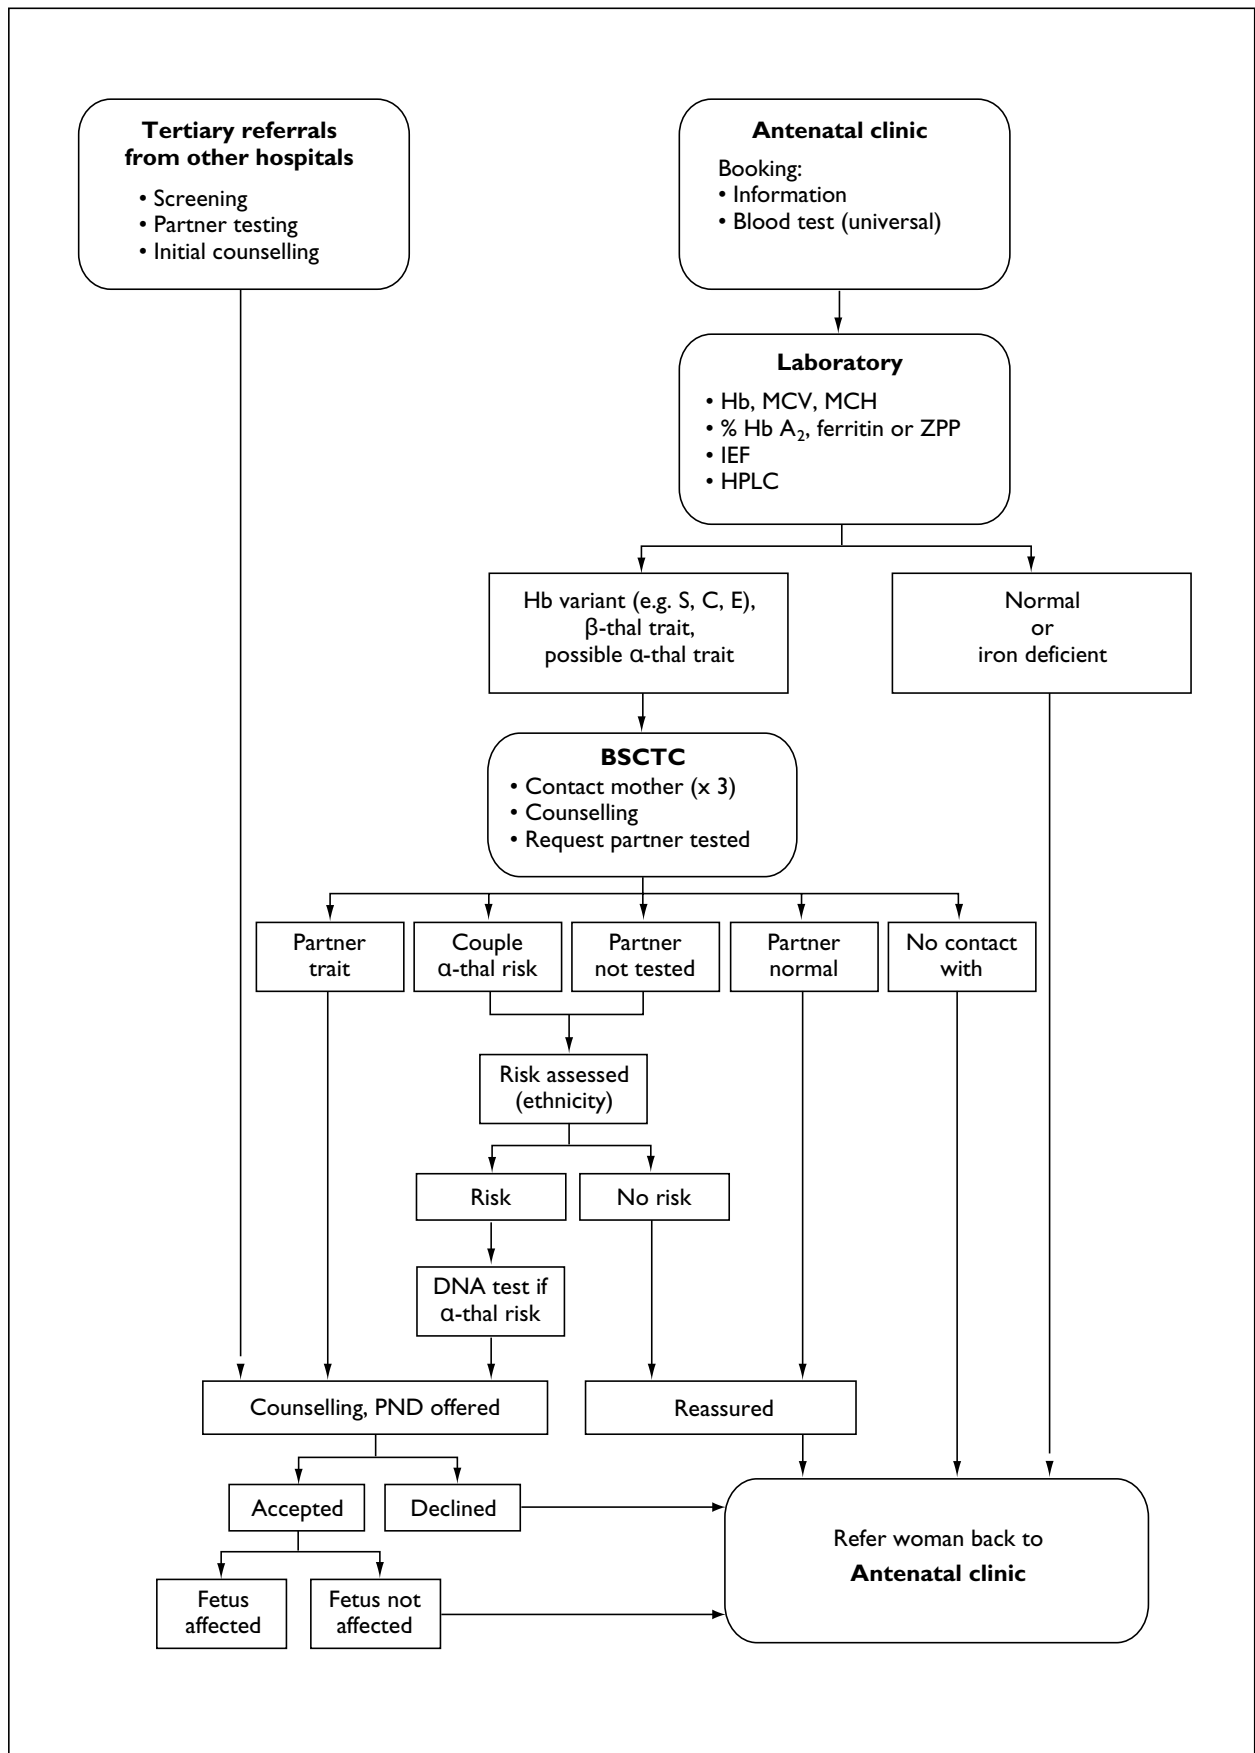 Tertiary referrals
from other hospitals
• Screening
• Partner testing
• Initial counselling
Antenatal clinic
Booking:
• Information
• Blood test (universal)
Laboratory
• Hb, MCV, MCH
• % Hb A₂, ferritin or ZPP
• IEF
• HPLC
Hb variant (e.g. S, C, E),
β-thal trait,
possible α-thal trait
Normal
or
iron deficient
BSCTC
• Contact mother (x 3)
• Counselling
• Request partner tested
Partner
trait
Couple
α-thal risk
Partner
not tested
Partner
normal
No contact
with
Risk assessed
(ethnicity)
Risk
No risk
DNA test if
α-thal risk
Counselling, PND offered
Reassured
Accepted
Declined
Refer woman back to
Antenatal clinic
Fetus
affected
Fetus not
affected